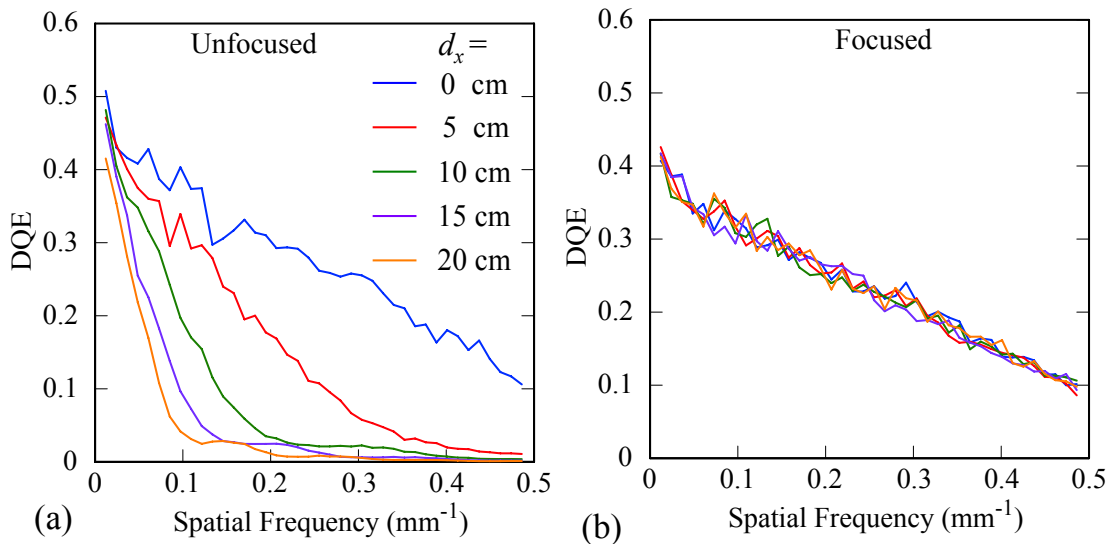 0.6
0.5
0.4
0.3
0.2
0.1
0
DQE
Unfocused
dₓ =
0 cm
5 cm
10 cm
15 cm
20 cm
0 0.1 0.2 0.3 0.4 0.5
Spatial Frequency (mm⁻¹)
(a)
0.6
0.5
0.4
0.3
0.2
0.1
0
DQE
Focused
0 0.1 0.2 0.3 0.4 0.5
Spatial Frequency (mm⁻¹)
(b)